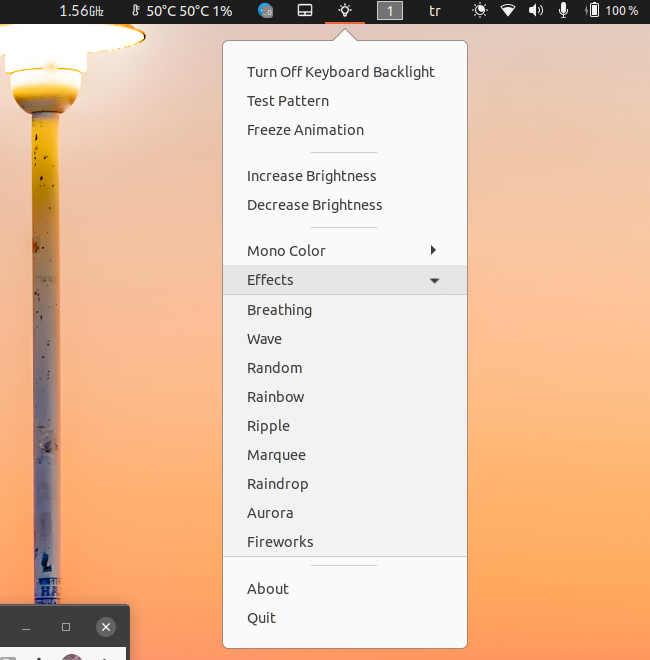 1.56GHz 50°C 50°C 1% 1 tr 100 %
Turn Off Keyboard Backlight
Test Pattern
Freeze Animation
Increase Brightness
Decrease Brightness
Mono Color
Effects
Breathing
Wave
Random
Rainbow
Ripple
Marquee
Raindrop
Aurora
Fireworks
About
Quit